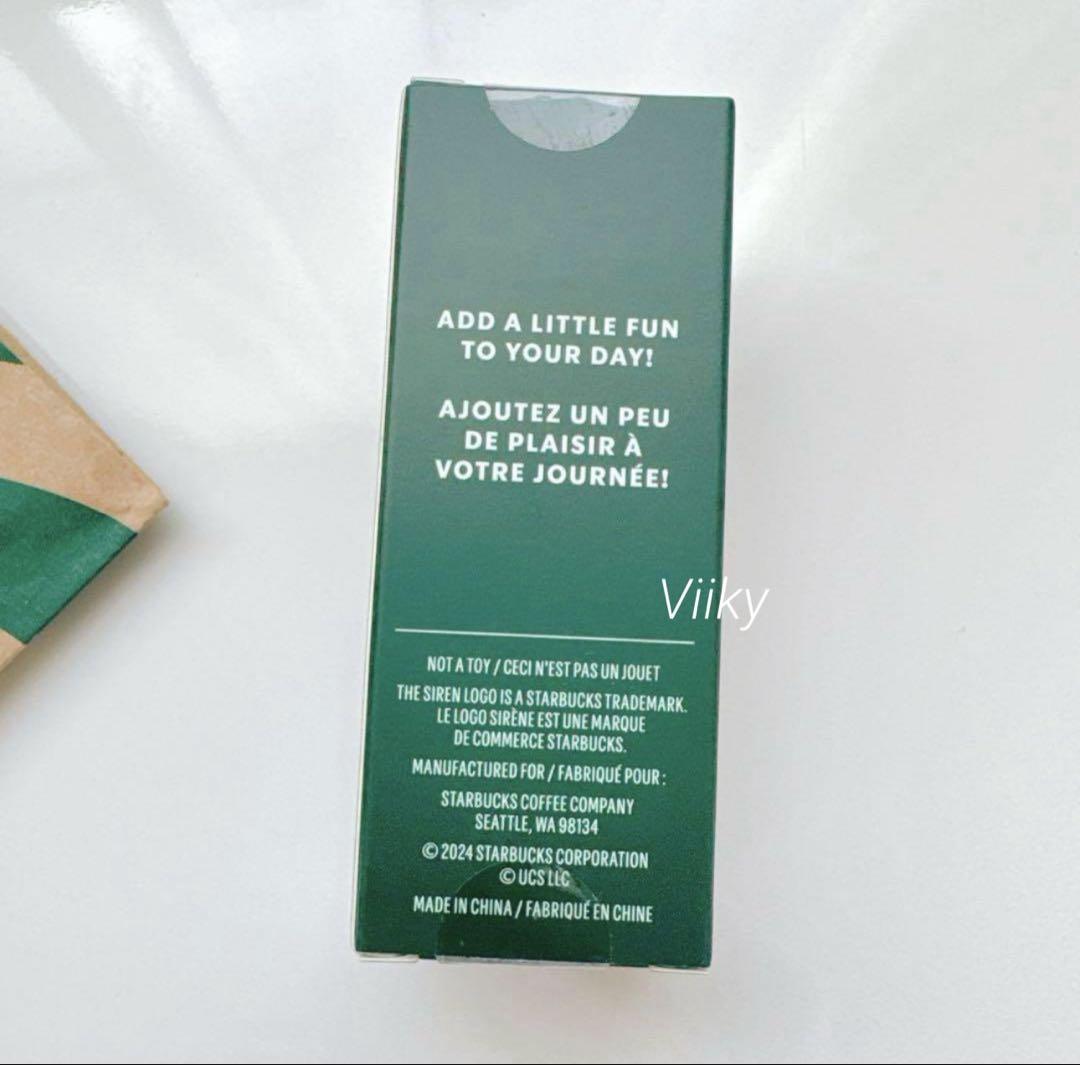 ADD A LITTLE FUN
TO YOUR DAY!
AJOUTEZ UN PEU
DE PLAISIR À
VOTRE JOURNÉE!
Viiky
NOT A TOY / CECI N'EST PAS UN JOUET
THE SIREN LOGO IS A STARBUCKS TRADEMARK.
LE LOGO SIRÈNE EST UNE MARQUE
DE COMMERCE STARBUCKS.
MANUFACTURED FOR / FABRIQUÉ POUR :
STARBUCKS COFFEE COMPANY
SEATTLE, WA 98134
© 2024 STARBUCKS CORPORATION
© UCS LLC
MADE IN CHINA / FABRIQUÉ EN CHINE